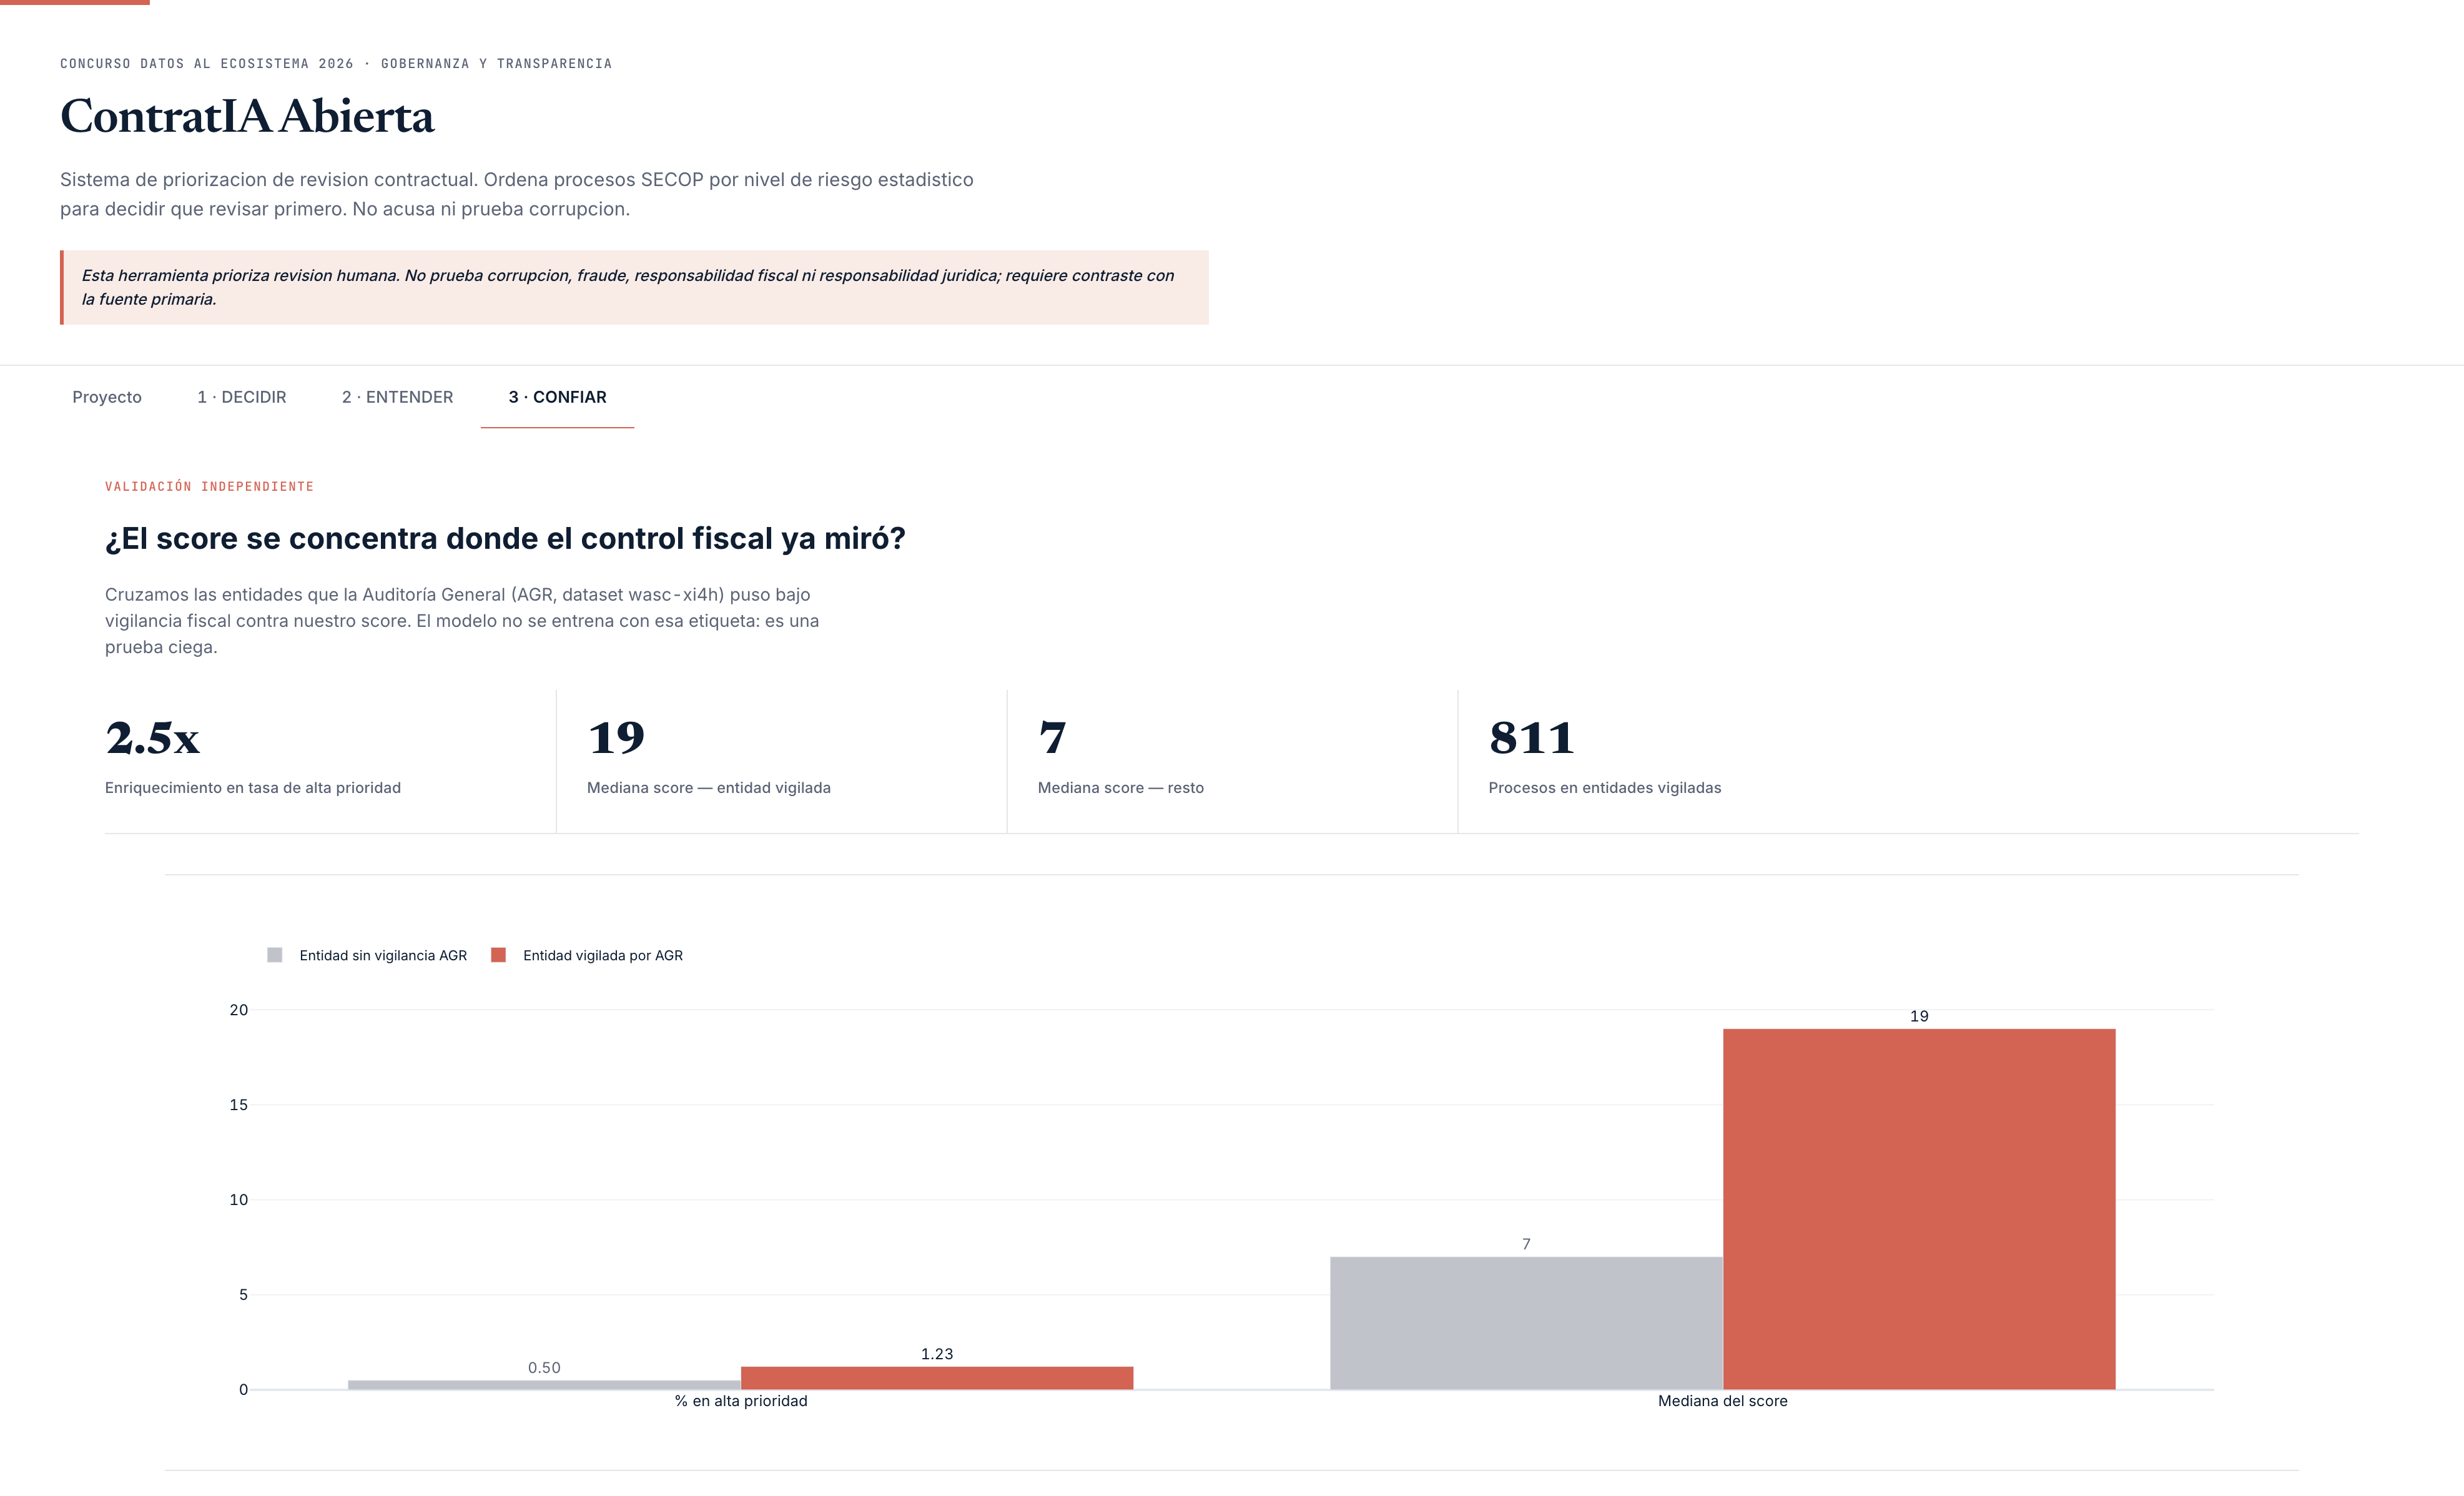 CONCURSO DATOS AL ECOSISTEMA 2026 · GOBERNANZA Y TRANSPARENCIA
ContratIA Abierta
Sistema de priorizacion de revision contractual. Ordena procesos SECOP por nivel de riesgo estadistico
para decidir que revisar primero. No acusa ni prueba corrupcion.
Esta herramienta prioriza revision humana. No prueba corrupcion, fraude, responsabilidad fiscal ni responsabilidad juridica; requiere contraste con
la fuente primaria.
Proyecto 1 · DECIDIR 2 · ENTENDER 3 · CONFIAR
VALIDACIÓN INDEPENDIENTE
¿El score se concentra donde el control fiscal ya miró?
Cruzamos las entidades que la Auditoría General (AGR, dataset wasc-xi4h) puso bajo
vigilancia fiscal contra nuestro score. El modelo no se entrena con esa etiqueta: es una
prueba ciega.
2.5x
Enriquecimiento en tasa de alta prioridad
19
Mediana score — entidad vigilada
7
Mediana score — resto
811
Procesos en entidades vigiladas
Entidad sin vigilancia AGR Entidad vigilada por AGR
20
19
15
10
7
5
1.23
0.50
0
% en alta prioridad Mediana del score